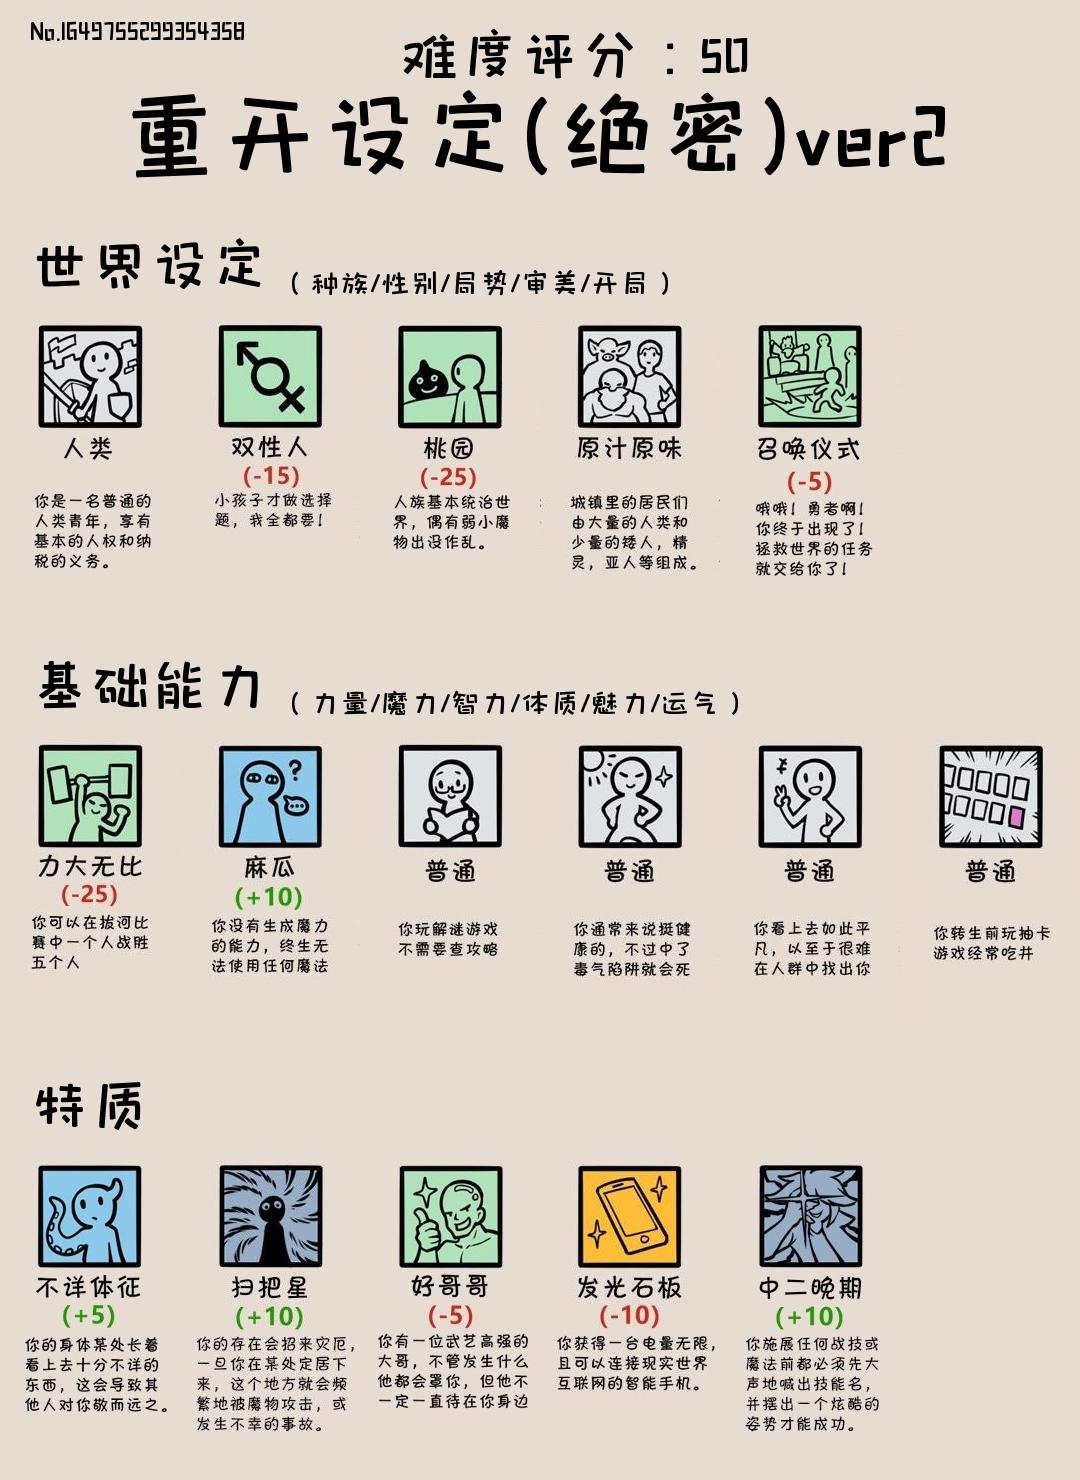 No.1649755299354358
难度评分:50
重开设定(绝密)ver2
世界设定 (种族/性别/局势/审美/开局)
人类
你是一名普通的
人类青年，享有
基本的人权和纳
税的义务。
双性人
(-15)
小孩子才做选择
题，我全都要!
桃园
(-25)
人族基本统治世
界，偶有弱小魔
物出没作乱。
原汁原味
城镇里的居民们
由大量的人类和
少量的矮人，精
灵，亚人等组成。
召唤仪式
(-5)
哦哦! 勇者啊!
你终于出现了!
拯救世界的任务
就交给你了!
基础能力 (力量/魔力/智力/体质/魅力/运气)
力大无比
(-25)
你可以在拔河比
赛中一个人战胜
五个人
麻瓜
(+10)
你没有生成魔力
的能力，终生无
法使用任何魔法
普通
你玩解谜游戏
不需要查攻略
普通
你通常来说挺健
康的，不过中了
毒气陷阱就会死
普通
你看上去如此平
凡，以至于很难
在人群中找出你
普通
你转生前玩抽卡
游戏经常吃井
特质
不详体征
(+5)
你的身体某处长着
看上去十分不详的
东西，这会导致其
他人对你敬而远之。
扫把星
(+10)
你的存在会招来灾厄，
一旦你在某处定居下
来，这个地方就会频
繁地被魔物攻击，或
发生不幸的事故。
好哥哥
(-5)
你有一位武艺高强的
大哥，不管发生什么
他都会罩你，但他不
一定一直待在你身边
发光石板
(-10)
你获得一台电量无限，
且可以连接现实世界
互联网的智能手机。
中二晚期
(+10)
你施展任何战技或
魔法前都必须先大
声地喊出技能名，
并摆出一个炫酷的
姿势才能成功。